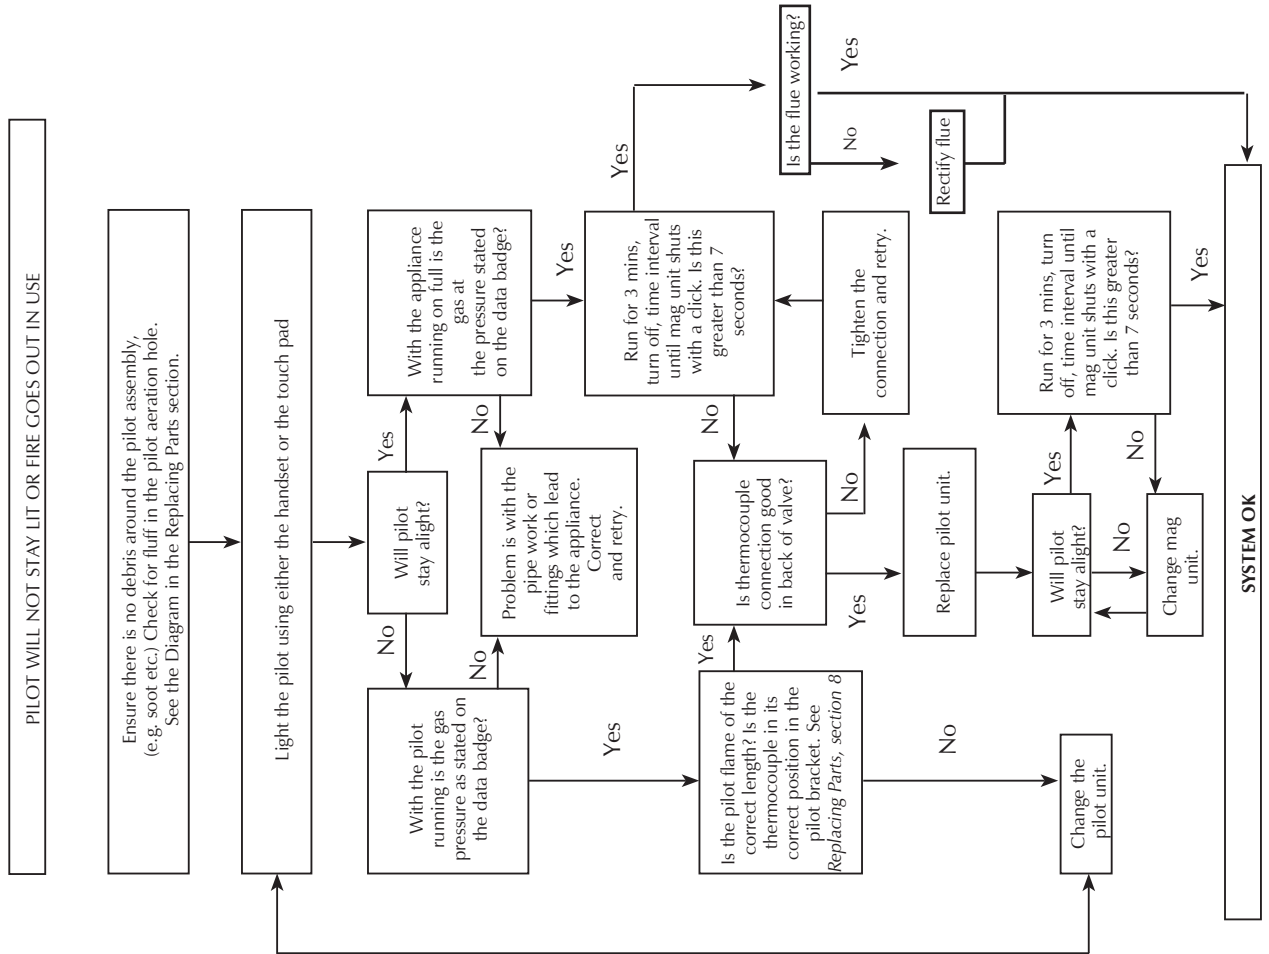 PILOT WILL NOT STAY LIT OR FIRE GOES OUT IN USE
Ensure there is no debris around the pilot assembly,
(e.g. soot etc.) Check for fluff in the pilot aeration hole.
See the Diagram in the Replacing Parts section.
Light the pilot using either the handset or the touch pad
Will pilot
stay alight?
No
Yes
With the pilot
running is the gas
pressure as stated on
the data badge?
With the appliance
running on full is the
gas at
the pressure stated
on the data badge?
No
No
Problem is with the
pipe work or
fittings which lead
to the appliance.
Correct
and retry.
Yes
Yes
Run for 3 mins,
turn off, time interval
until mag unit shuts
with a click. Is this
greater than 7
seconds?
Yes
No
Is the pilot flame of the
correct length? Is the
thermocouple in its
correct position in the
pilot bracket. See
Replacing Parts, section 8
Yes
Is thermocouple
connection good
in back of valve?
No
Tighten the
connection and retry.
Is the flue working?
Yes
No
Rectify flue
Yes
Replace pilot unit.
No
Change the
pilot unit.
Will pilot
stay alight?
Yes
Run for 3 mins, turn
off, time interval until
mag unit shuts with a
click. Is this greater
than 7 seconds?
No
No
Change mag
unit.
Yes
SYSTEM OK